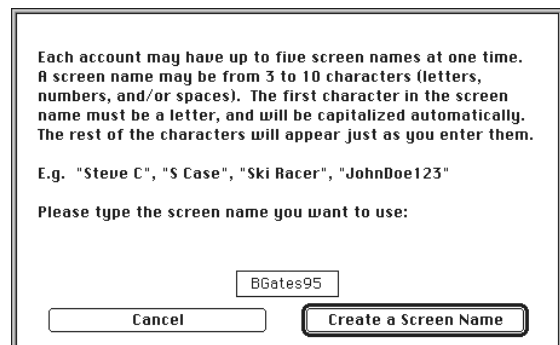 Each account may have up to five screen names at one time.
A screen name may be from 3 to 10 characters (letters,
numbers, and/or spaces).  The first character in the screen
name must be a letter, and will be capitalized automatically.
The rest of the characters will appear just as you enter them.
E.g.  "Steve C", "S Case", "Ski Racer", "JohnDoe123"
Please type the screen name you want to use:
BGates95
Cancel
Create a Screen Name